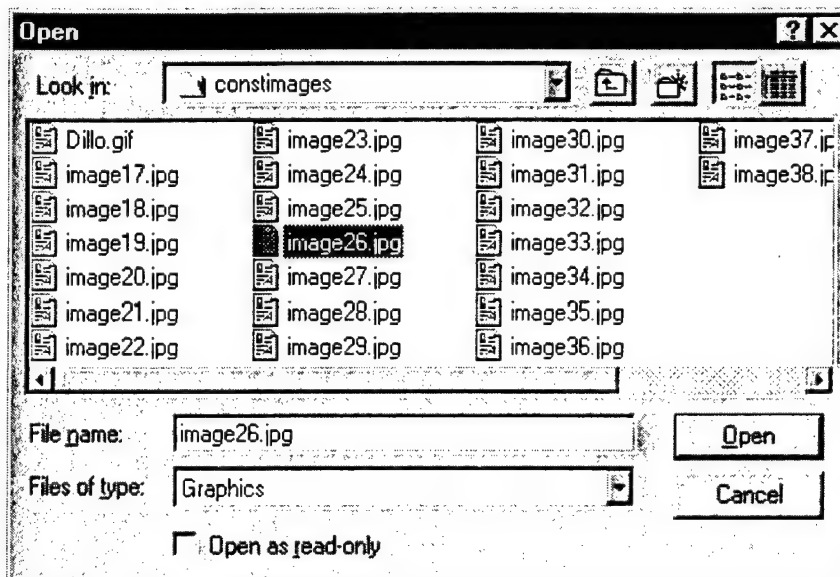 Open
Look in: constimages
Dillo.gif
image17.jpg
image18.jpg
image19.jpg
image20.jpg
image21.jpg
image22.jpg
image23.jpg
image24.jpg
image25.jpg
image26.jpg
image27.jpg
image28.jpg
image29.jpg
image30.jpg
image31.jpg
image32.jpg
image33.jpg
image34.jpg
image35.jpg
image36.jpg
image37.jp
image38.jp
File name: image26.jpg
Open
Files of type: Graphics
Cancel
Open as read-only